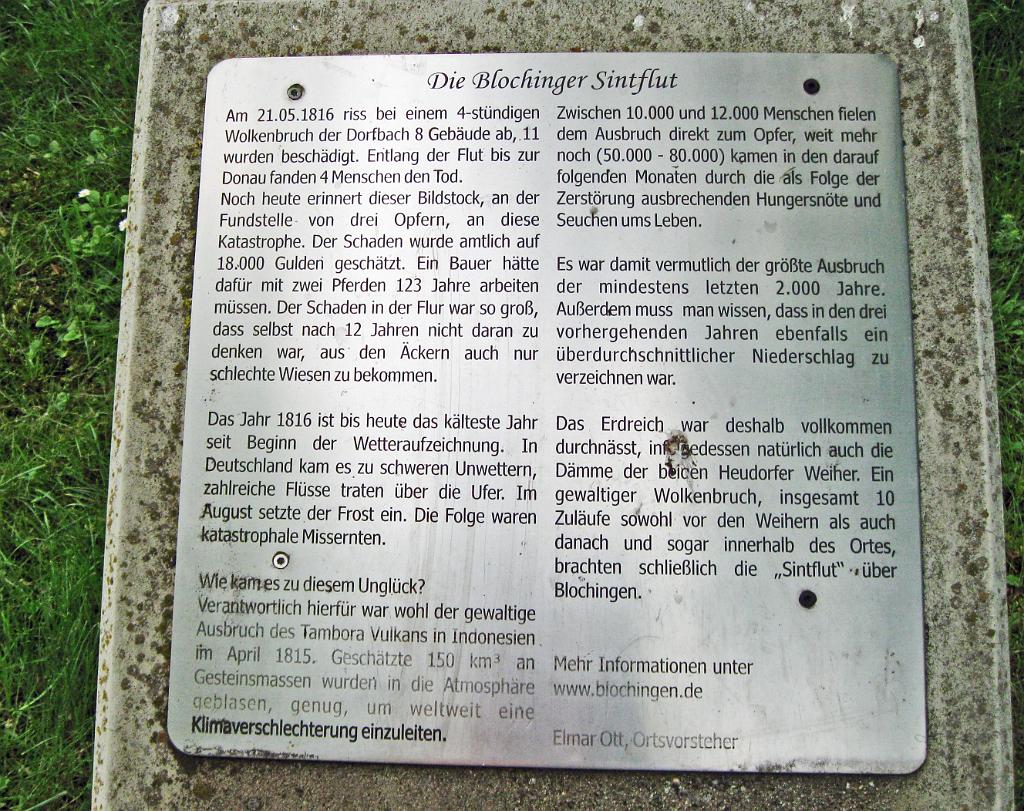 Die Blochinger Sintflut
Am 21.05.1816 riss bei einem 4-stündigen
Wolkenbruch der Dorfbach 8 Gebäude ab, 11
wurden beschädigt. Entlang der Flut bis zur
Donau fanden 4 Menschen den Tod.
Noch heute erinnert dieser Bildstock, an der
Fundstelle von drei Opfern, an diese
Katastrophe. Der Schaden wurde amtlich auf
18.000 Gulden geschätzt. Ein Bauer hätte
dafür mit zwei Pferden 123 Jahre arbeiten
müssen. Der Schaden in der Flur war so groß,
dass selbst nach 12 Jahren nicht daran zu
denken war, aus den Äckern auch nur
schlechte Wiesen zu bekommen.
Das Jahr 1816 ist bis heute das kälteste Jahr
seit Beginn der Wetteraufzeichnung. In
Deutschland kam es zu schweren Unwettern,
zahlreiche Flüsse traten über die Ufer. Im
August setzte der Frost ein. Die Folge waren
katastrophale Missernten.
Wie kam es zu diesem Unglück?
Verantwortlich hierfür war wohl der gewaltige
Ausbruch des Tambora Vulkans in Indonesien
im April 1815. Geschätzte 150 km³ an
Gesteinsmassen wurden in die Atmosphäre
geblasen, genug, um weltweit eine
Klimaverschlechterung einzuleiten.
Zwischen 10.000 und 12.000 Menschen fielen
dem Ausbruch direkt zum Opfer, weit mehr
noch (50.000 - 80.000) kamen in den darauf
folgenden Monaten durch die als Folge der
Zerstörung ausbrechenden Hungersnöte und
Seuchen ums Leben.
Es war damit vermutlich der größte Ausbruch
der mindestens letzten 2.000 Jahre.
Außerdem muss man wissen, dass in den drei
vorhergehenden Jahren ebenfalls ein
überdurchschnittlicher Niederschlag zu
verzeichnen war.
Das Erdreich war deshalb vollkommen
durchnässt, infolgedessen natürlich auch die
Dämme der beiden Heudorfer Weiher. Ein
gewaltiger Wolkenbruch, insgesamt 10
Zuläufe sowohl vor den Weihern als auch
danach und sogar innerhalb des Ortes,
brachten schließlich die „Sintflut“ über
Blochingen.
Mehr Informationen unter
www.blochingen.de
Elmar Ott, Ortsvorsteher